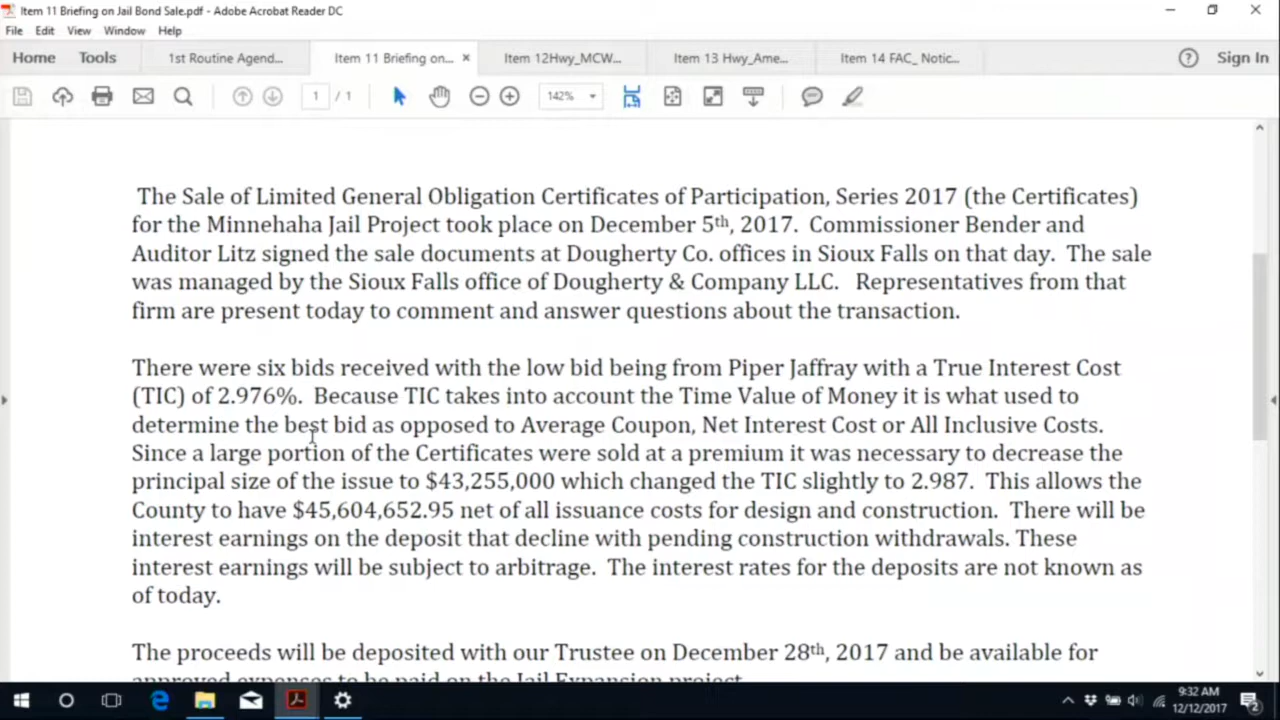 Item 11 Briefing on Jail Bond Sale.pdf - Adobe Acrobat Reader DC
File Edit View Window Help
Home Tools 1st Routine Agend... Item 11 Briefing on... × Item 12Hwy_MCW... Item 13 Hwy_Ame... Item 14 FAC_ Notic... Sign In
1 / 1 142%
The Sale of Limited General Obligation Certificates of Participation, Series 2017 (the Certificates)
for the Minnehaha Jail Project took place on December 5th, 2017. Commissioner Bender and
Auditor Litz signed the sale documents at Dougherty Co. offices in Sioux Falls on that day. The sale
was managed by the Sioux Falls office of Dougherty & Company LLC. Representatives from that
firm are present today to comment and answer questions about the transaction.
There were six bids received with the low bid being from Piper Jaffray with a True Interest Cost
(TIC) of 2.976%. Because TIC takes into account the Time Value of Money it is what used to
determine the best bid as opposed to Average Coupon, Net Interest Cost or All Inclusive Costs.
Since a large portion of the Certificates were sold at a premium it was necessary to decrease the
principal size of the issue to $43,255,000 which changed the TIC slightly to 2.987. This allows the
County to have $45,604,652.95 net of all issuance costs for design and construction. There will be
interest earnings on the deposit that decline with pending construction withdrawals. These
interest earnings will be subject to arbitrage. The interest rates for the deposits are not known as
of today.
The proceeds will be deposited with our Trustee on December 28th, 2017 and be available for
approved expenses to be paid on the Jail Expansion project.
9:32 AM
12/12/2017
2